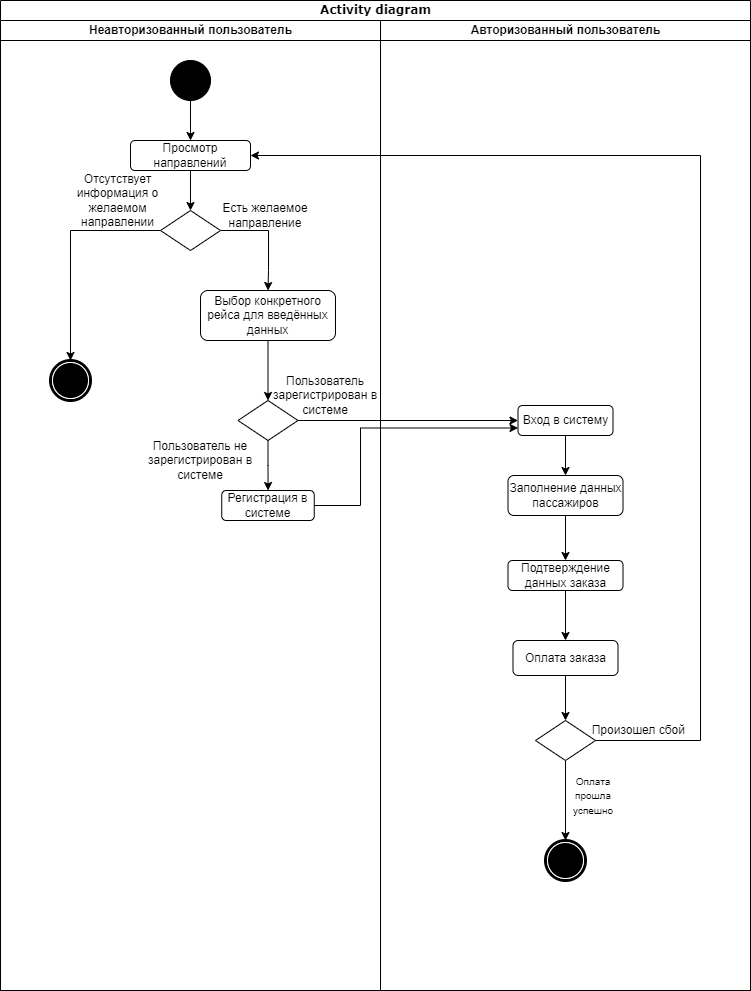 Activity diagram
Неавторизованный пользователь
Авторизованный пользователь
Просмотр
направлений
Отсутствует
информация о
желаемом
направлении
Есть желаемое
направление
Выбор конкретного
рейса для введённых
данных
Пользователь
зарегистрирован в
системе
Вход в систему
Пользователь не
зарегистрирован в
системе
Регистрация в
системе
Заполнение данных
пассажиров
Подтверждение
данных заказа
Оплата заказа
Произошел сбой
Оплата
прошла
успешно